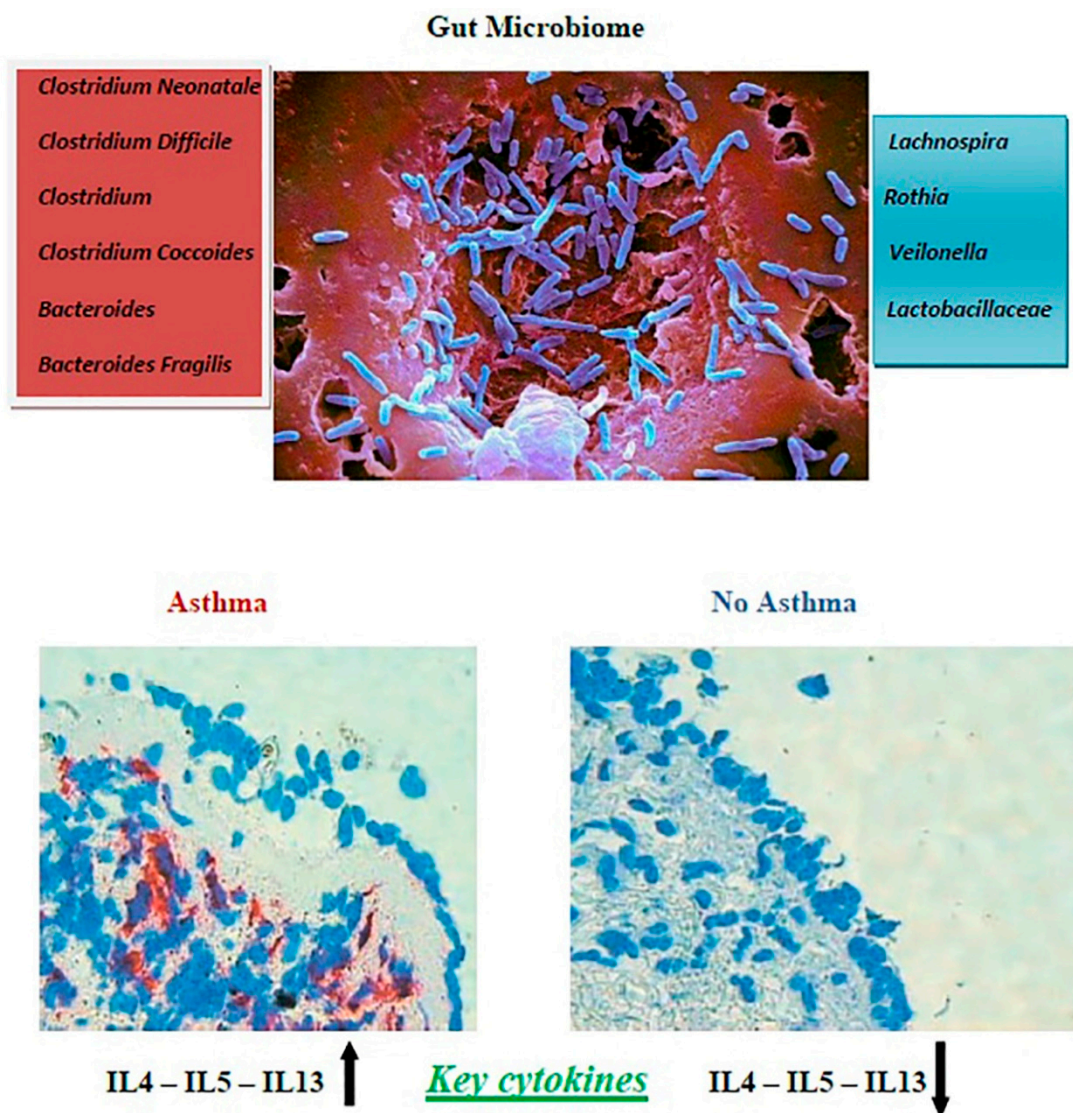 Gut Microbiome
Clostridium Neonatale
Clostridium Difficile
Clostridium
Clostridium Coccoides
Bacteroides
Bacteroides Fragilis
Lachnospira
Rothia
Veilonella
Lactobacillaceae
Asthma
No Asthma
IL4 – IL5 – IL13
Key cytokines
IL4 – IL5 – IL13